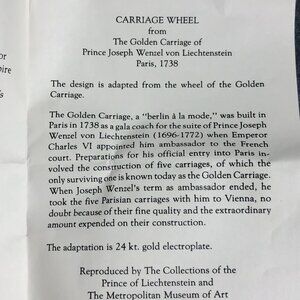 CARRIAGE WHEEL
from
The Golden Carriage of
Prince Joseph Wenzel von Liechtenstein
Paris, 1738
or
pire
The design is adapted from the wheel of the Golden
Carriage.
The Golden Carriage, a "berlin à la mode," was built in
Paris in 1738 as a gala coach for the suite of Prince Joseph
Wenzel von Liechtenstein (1696-1772) when Emperor
Charles VI appointed him ambassador to the French
court. Preparations for his official entry into Paris in-
volved the construction of five carriages, of which the
only surviving one is known today as the Golden Carriage.
When Joseph Wenzel's term as ambassador ended, he
took the five Parisian carriages with him to Vienna, no
doubt because of their fine quality and the extraordinary
amount expended on their construction.
The adaptation is 24 kt. gold electroplate.
Reproduced by The Collections of the
Prince of Liechtenstein and
The Metropolitan Museum of Art